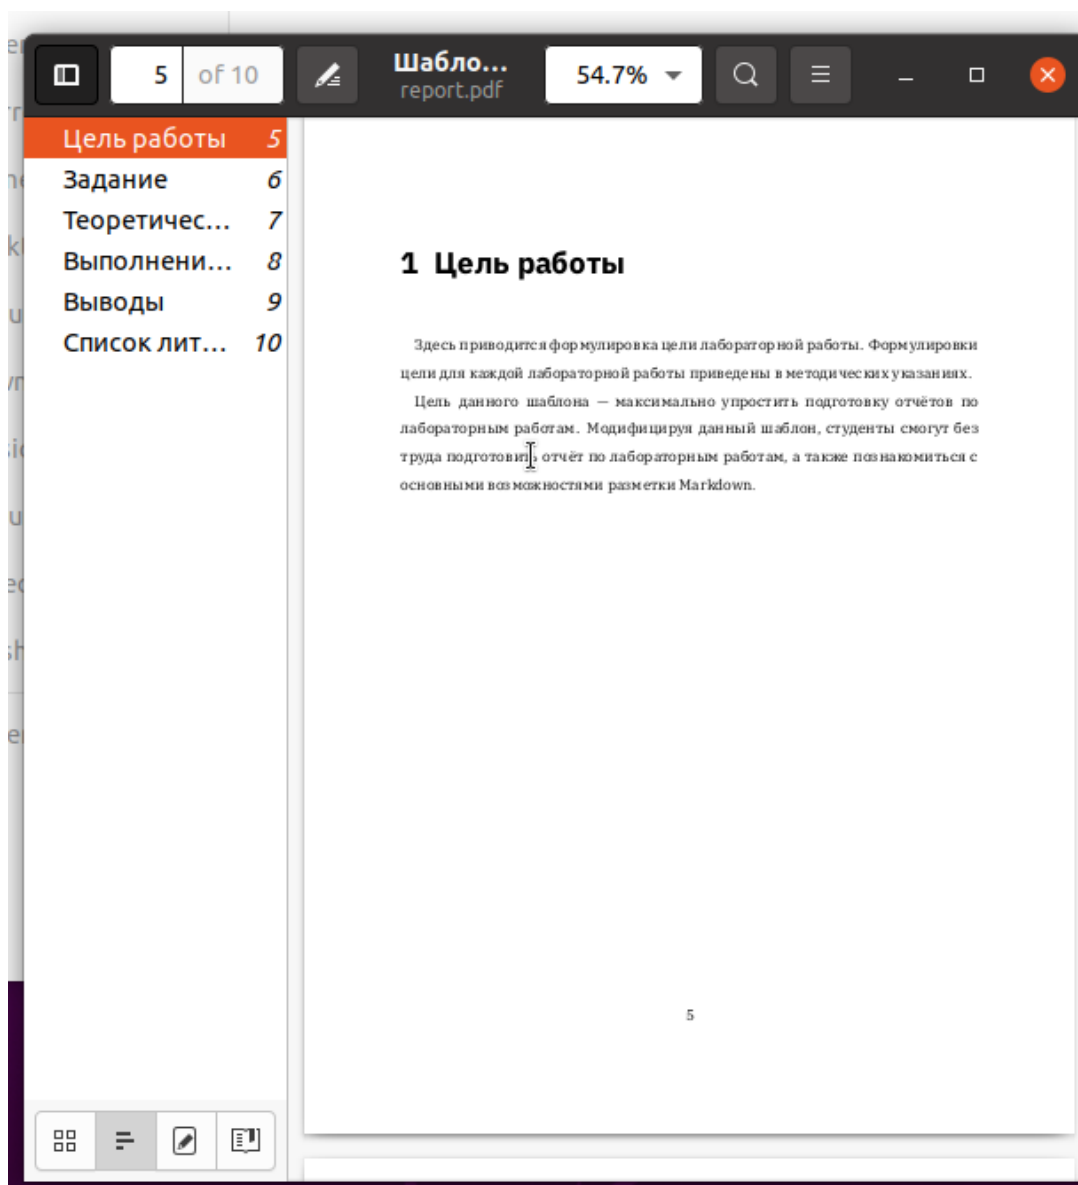 5 of 10
Шабло...
report.pdf
54.7%
Цель работы 5
Задание 6
Теоретичес... 7
Выполнени... 8
Выводы 9
Список лит... 10
1 Цель работы
Здесь приводится формулировка цели лабораторной работы. Формулировки
цели для каждой лабораторной работы приведены в методических указаниях.
Цель данного шаблона — максимально упростить подготовку отчётов по
лабораторным работам. Модифицируя данный шаблон, студенты смогут без
труда подготовить отчёт по лабораторным работам, а также познакомиться с
основными возможностями разметки Markdown.
5